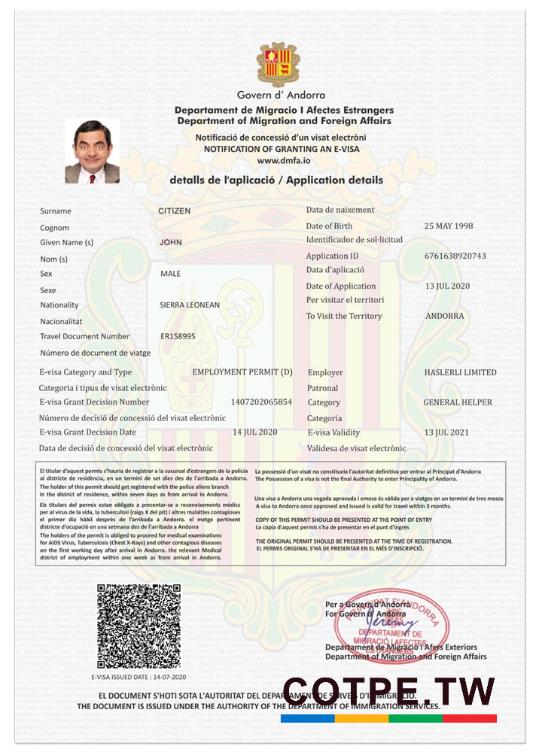 Govern d' Andorra
Departament de Migracio I Afectes Estrangers
Department of Migration and Foreign Affairs
Notificació de concessió d'un visat electròni
NOTIFICATION OF GRANTING AN E-VISA
www.dmfa.io
detalls de l'aplicació / Application details
Surname CITIZEN Data de naixement
Cognom Date of Birth 25 MAY 1998
Given Name (s) JOHN Identificador de sol·licitud
Nom (s) Application ID 6761638920743
Sex MALE Data d'aplicació
Sexe Date of Application 13 JUL 2020
Nationality SIERRA LEONEAN Per visitar el territori
Nacionalitat To Visit the Territory ANDORRA
Travel Document Number ER158995
Número de document de viatge
E-visa Category and Type EMPLOYMENT PERMIT (D) Employer HASLERLI LIMITED
Categoria i tipus de visat electrònic Patronal
E-visa Grant Decision Number 1407202065854 Category GENERAL HELPER
Número de decisió de concessió del visat electrònic Categoria
E-visa Grant Decision Date 14 JUL 2020 E-visa Validity 13 JUL 2021
Data de decisió de concessió del visat electrònic Validesa de visat electrònic
El titular d'aquest permís s'hauria de registrar a la sucursal d'estrangers de la policia
al districte de residència, en un termini de set dies des de l'arribada a Andorra.
The holder of this permit should get registered with the police aliens branch
in the district of residence, within seven days as from arrival in Andorra.
Els titulars del permís estan obligats a presentar-se a reconeixements mèdics
per al virus de la sida, la tuberculosi (raigs X del pit) i altres malalties contagioses
el primer dia hàbil després de l'arribada a Andorra. el metge pertinent
districte d'ocupació en una setmana des de l'arribada a Andorra
The holders of the permit is obliged to proceed for medical examinations
for AIDS Virus, Tuberculosis (Chest X-Rays) and other contagious diseases
on the first working day after arrival in Andorra. the relevant Medical
district of employment within one week as from arrival in Andorra.
La possessió d'un visat no constitueix l'autoritat definitiva per entrar al Principat d'Andorra
The Possession of a visa is not the final Authority to enter Principality of Andorra.
Una visa a Andorra una vegada aprovada i emesa és vàlida per a viatges en un termini de tres mesos
A visa to Andorra once approved and issued is valid for travel within 3 months.
COPY OF THIS PERMIT SHOULD BE PRESENTED AT THE POINT OF ENTRY
La còpia d'aquest permís s'ha de presentar en el punt d'ingrés
THE ORIGINAL PERMIT SHOULD BE PRESENTED AT THE TIME OF REGISTRATION.
EL PERMÍS ORIGINAL S'HA DE PRESENTAR EN EL MÉS D'INSCRIPCIÓ.
Per a Govern d'Andorra
For Govern d' Andorra
Jeremy
DEPARTAMENT DE
MIGRACIÓ I AFECTES
Departament de Migració i Afers Exteriors
Department of Migration and Foreign Affairs
E-VISA ISSUED DATE : 14-07-2020
EL DOCUMENT S'HOTI SOTA L'AUTORITAT DEL DEPARTAMENT DE SERVEIS D'IMMIGRACIÓ.
THE DOCUMENT IS ISSUED UNDER THE AUTHORITY OF THE DEPARTMENT OF IMMIGRATION SERVICES.
COTPE.TW